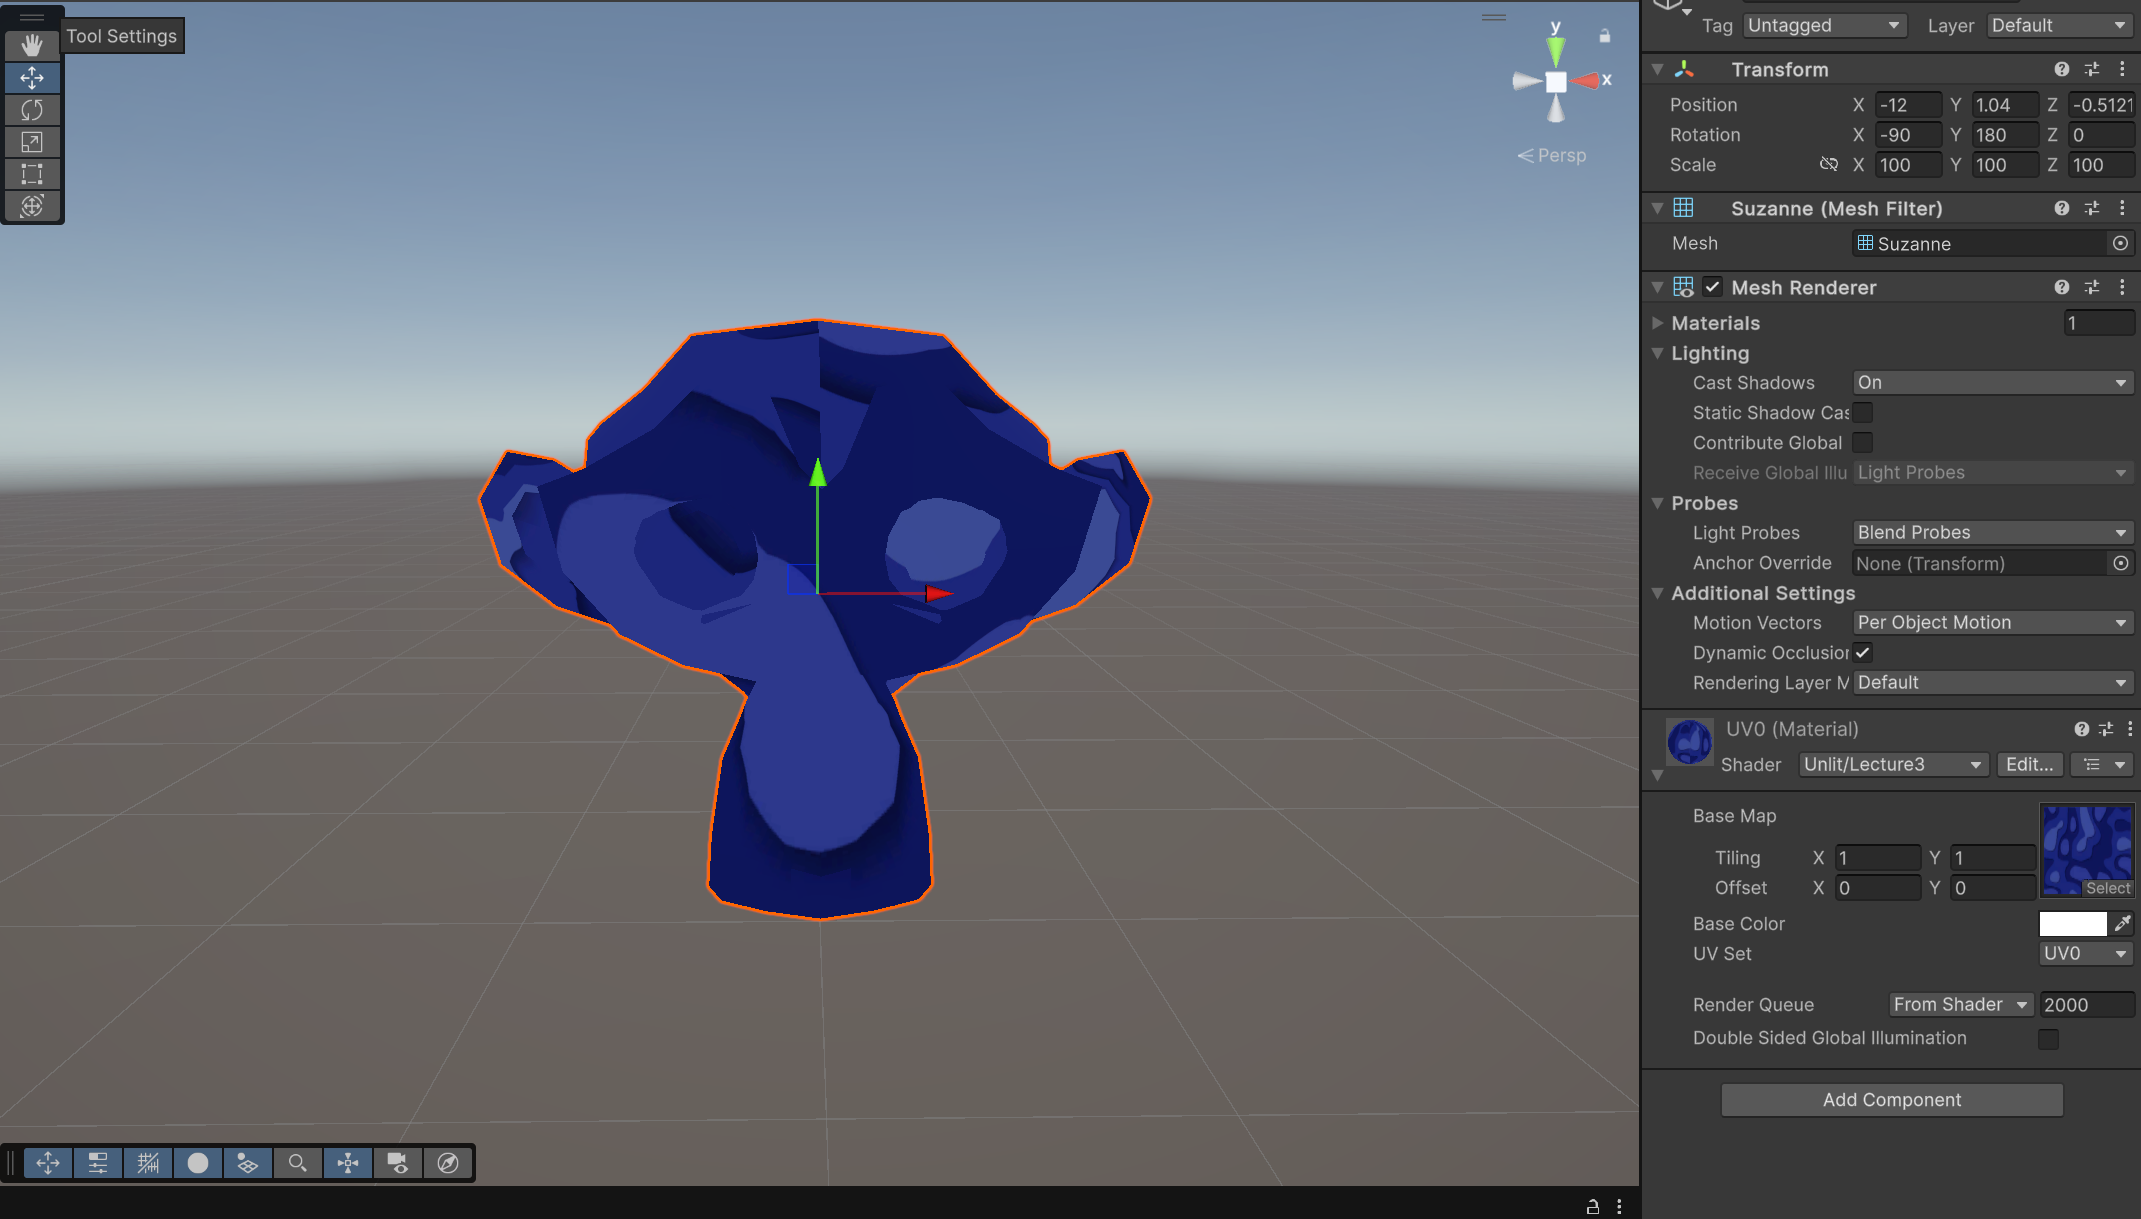 Tool Settings
y
x
Persp
Tag Untagged Layer Default
Transform
Position X -12 Y 1.04 Z -0.5121
Rotation X -90 Y 180 Z 0
Scale X 100 Y 100 Z 100
Suzanne (Mesh Filter)
Mesh Suzanne
Mesh Renderer
Materials 1
Lighting
Cast Shadows On
Static Shadow Cas
Contribute Global
Receive Global Illu Light Probes
Probes
Light Probes Blend Probes
Anchor Override None (Transform)
Additional Settings
Motion Vectors Per Object Motion
Dynamic Occlusion
Rendering Layer M Default
UV0 (Material)
Shader Unlit/Lecture3 Edit...
Base Map
Tiling X 1 Y 1
Offset X 0 Y 0
Select
Base Color
UV Set UV0
Render Queue From Shader 2000
Double Sided Global Illumination
Add Component